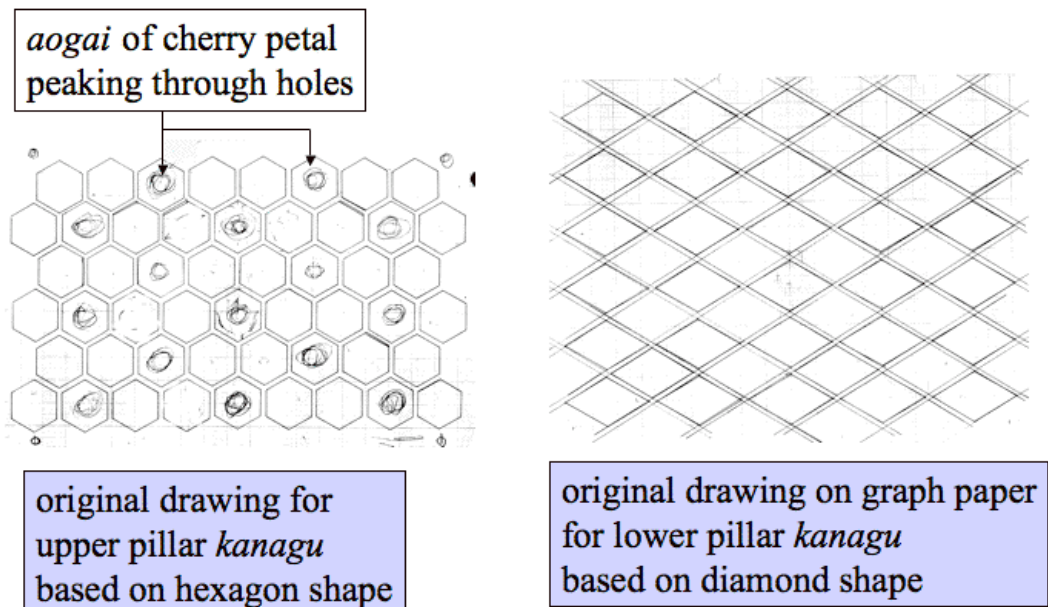 aogai of cherry petal
peaking through holes
original drawing for
upper pillar kanagu
based on hexagon shape
original drawing on graph paper
for lower pillar kanagu
based on diamond shape